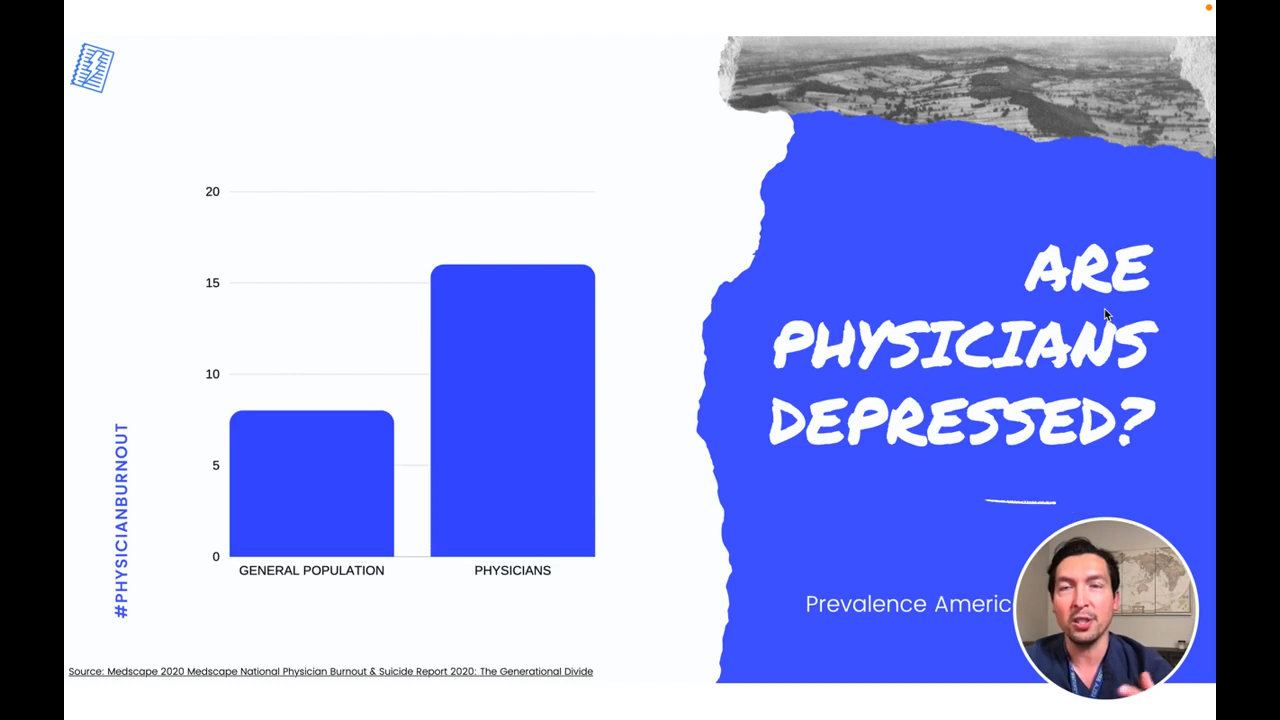 20
15
10
5
0
GENERAL POPULATION
PHYSICIANS
#PHYSICIANBURNOUT
Source: Medscape 2020 Medscape National Physician Burnout & Suicide Report 2020: The Generational Divide
ARE
PHYSICIANS
DEPRESSED?
Prevalence Americ